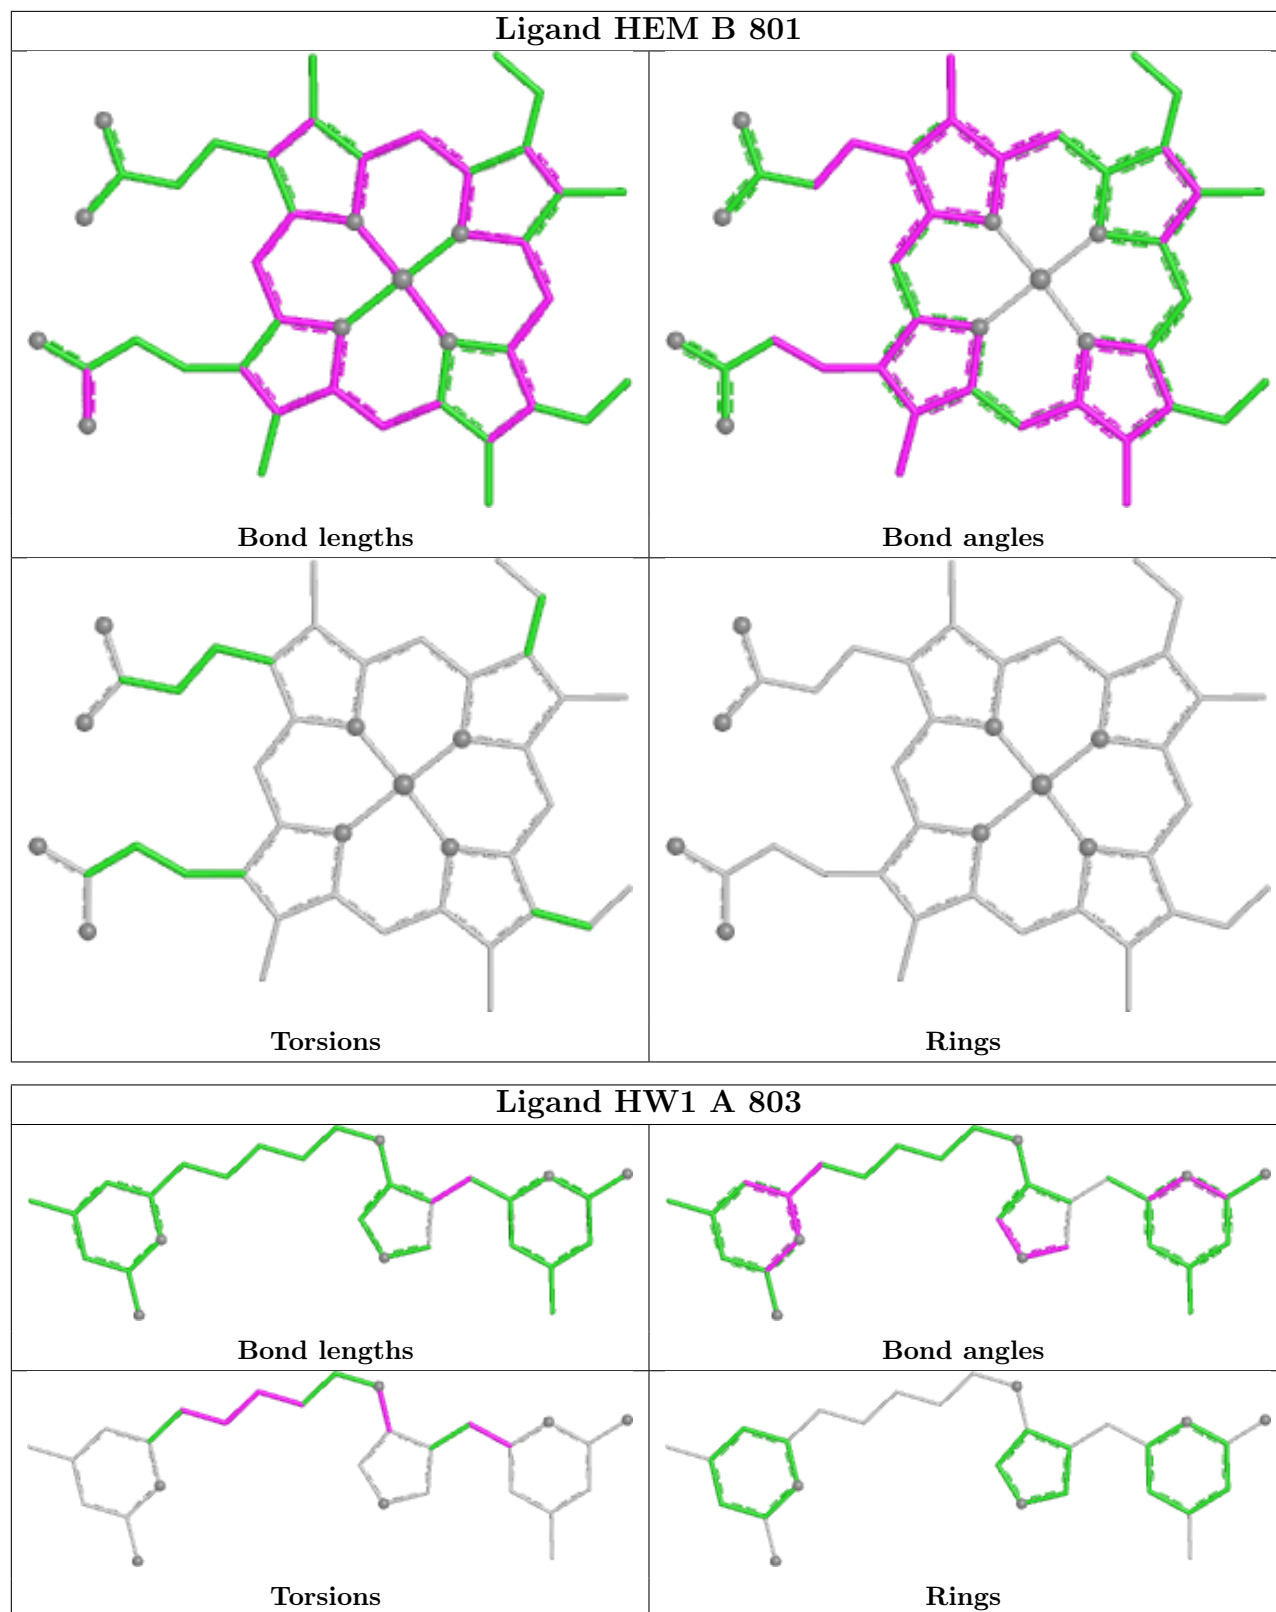 Ligand HEM B 801
Bond lengths
Bond angles
Torsions
Rings
Ligand HW1 A 803
Bond lengths
Bond angles
Torsions
Rings